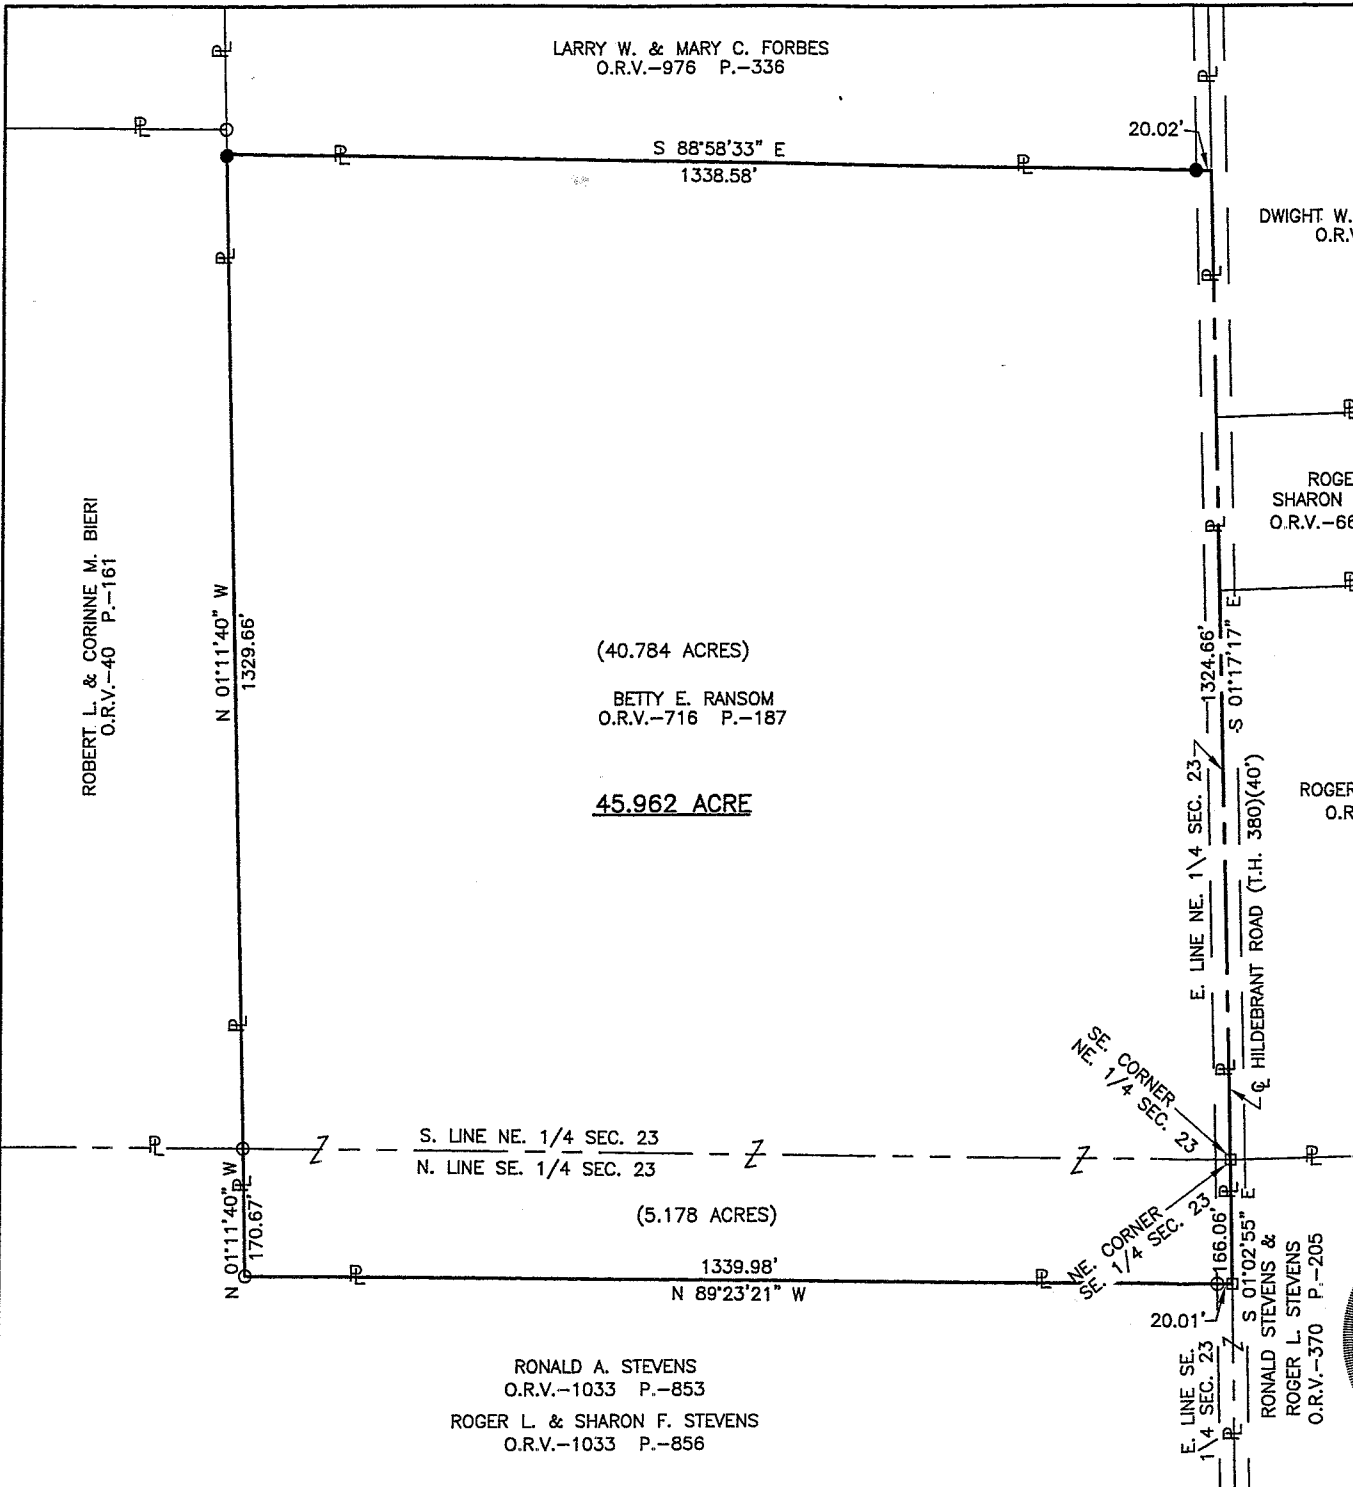 LARRY W. & MARY C. FORBES
O.R.V.-976 P.-336
20.02'
S 88°58'33" E
1338.58'
DWIGHT W.
O.R.V
ROBERT L. & CORINNE M. BIERI
O.R.V.-40 P.-161
N 01°11'40" W
1329.66'
(40.784 ACRES)
BETTY E. RANSOM
O.R.V.-716 P.-187
45.962 ACRE
ROGE
SHARON
O.R.V.-66
1324.66'
S 01°17'17" E
E. LINE NE. 1\4 SEC. 23
HILDEBRANT ROAD (T.H. 380)(40')
ROGER
O.R
SE. CORNER
NE. 1/4 SEC. 23
S. LINE NE. 1/4 SEC. 23
N. LINE SE. 1/4 SEC. 23
N 01°11'40" W
170.67'
(5.178 ACRES)
NE. CORNER
SE. 1/4 SEC. 23
166.06'
S 01°02'55" E
1339.98'
N 89°23'21" W
20.01'
RONALD STEVENS &
ROGER L. STEVENS
O.R.V.-370 P.-205
E. LINE SE.
1\4 SEC. 23
RONALD A. STEVENS
O.R.V.-1033 P.-853
ROGER L. & SHARON F. STEVENS
O.R.V.-1033 P.-856